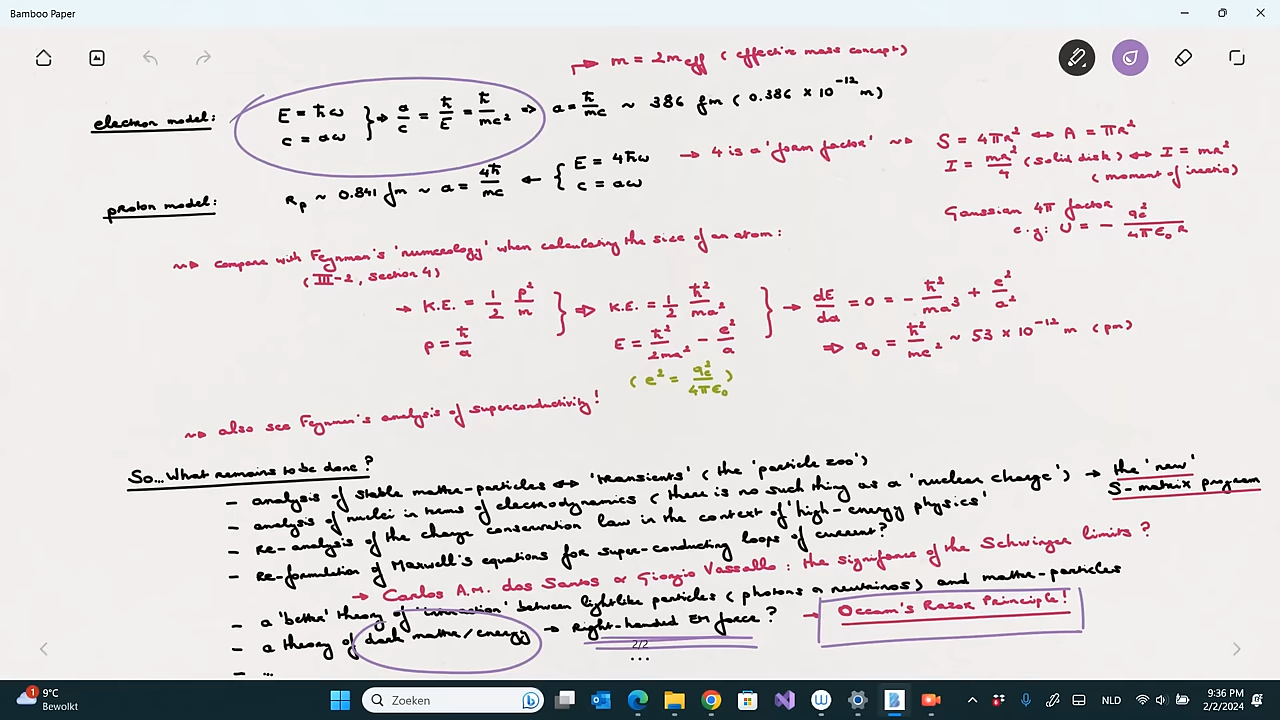 Bamboo Paper
m = 2m_eff (effective mass concept)
electron model:
E = ħω
c = aω
} ⇒ a/c = ħ/E = ħ/mc² ⇒ a = ħ/mc ~ 386 fm (0.386 × 10⁻¹² m)
→ 4 is a 'form factor'
S = 4πr² ↔ A = πr²
I = mr²/4 (solid disk) ↔ I = mr²
(moment of inertia)
proton model:
R_p ~ 0.841 fm ~ a = 4ħ/mc ← { E = 4ħω
c = aω
Gaussian 4π factor
e.g: U = - q_e²/4πε₀r
compare with Feynman's 'numerology' when calculating the size of an atom:
(III-2, section 4)
→ K.E. = 1/2 p²/m
p = ħ/a
} ⇒ K.E. = 1/2 ħ²/ma²
E = ħ²/2ma² - e²/a
} → dE/da = 0 = - ħ²/ma³ + e²/a²
⇒ a₀ = ħ²/me² ~ 53 × 10⁻¹² m (pm)
(e² = q_e²/4πε₀)
also see Feynman's analysis of superconductivity!
So...What remains to be done?
- analysis of stable matter-particles ↔ 'transients' (the 'particle zoo')
- analysis of nuclei in terms of electrodynamics (there is no such thing as a 'nuclear charge') → the 'new'
S-matrix program
- Re-analysis of the charge conservation law in the context of 'high-energy physics'
- Re-formulation of Maxwell's equations for super-conducting loops of current?
→ Carlos A.M. dos Santos or Giorgio Vassallo: the signifance of the Schwinger limits?
- a 'better' theory of between lightlike particles (photons a neutrinos) and matter-particles
- a theory of dark matter/energy → Right-handed EM force?
→ Occam's Razor Principle!
- ...
2/2
9°C
Bewolkt
1
Zoeken
NLD
9:36 PM
2/2/2024